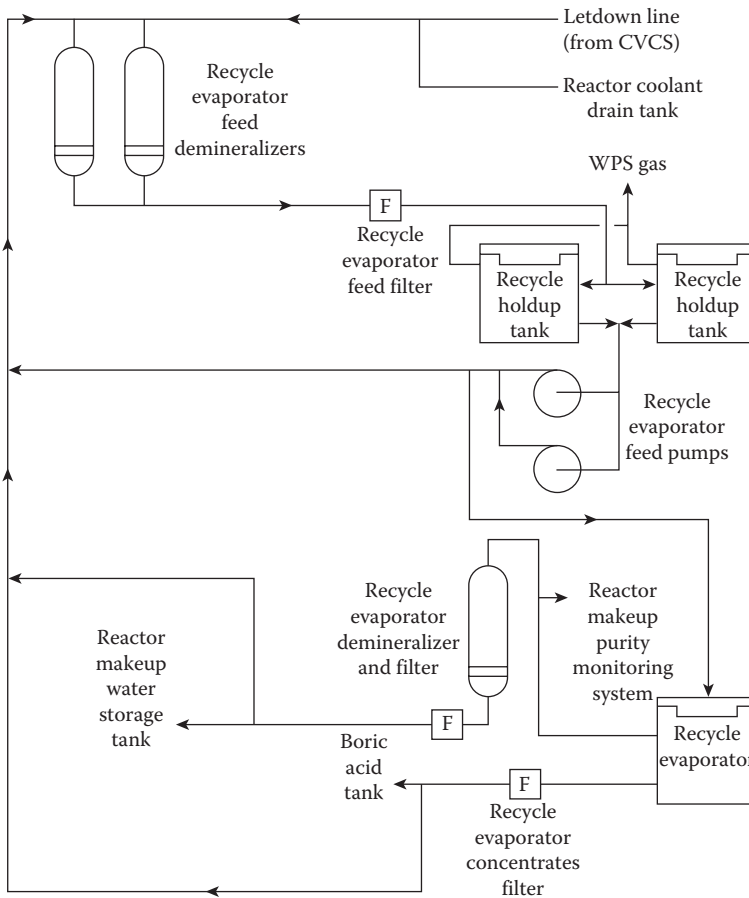 Letdown line
(from CVCS)
Recycle
evaporator
feed
demineralizers
Reactor coolant
drain tank
WPS gas
F
Recycle
evaporator
feed filter
Recycle
holdup
tank
Recycle
holdup
tank
Recycle
evaporator
feed pumps
Recycle
evaporator
demineralizer
and filter
Reactor
makeup
purity
monitoring
system
Reactor
makeup
water
storage
tank
F
Boric
acid
tank
Recycle
evaporator
F
Recycle
evaporator
concentrates
filter